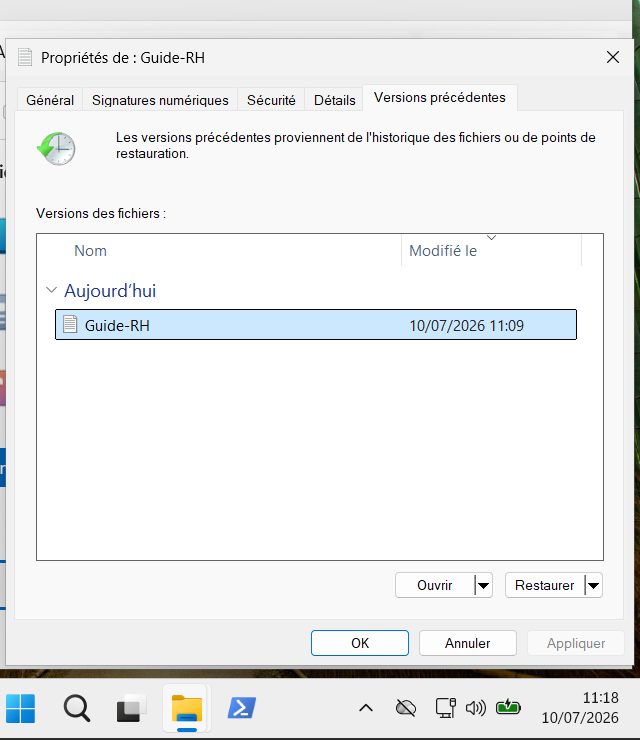 Propriétés de : Guide-RH
Général
Signatures numériques
Sécurité
Détails
Versions précédentes
Les versions précédentes proviennent de l'historique des fichiers ou de points de
restauration.
Versions des fichiers :
Nom
Modifié le
Aujourd'hui
Guide-RH
10/07/2026 11:09
Ouvrir
Restaurer
OK
Annuler
Appliquer
11:18
10/07/2026